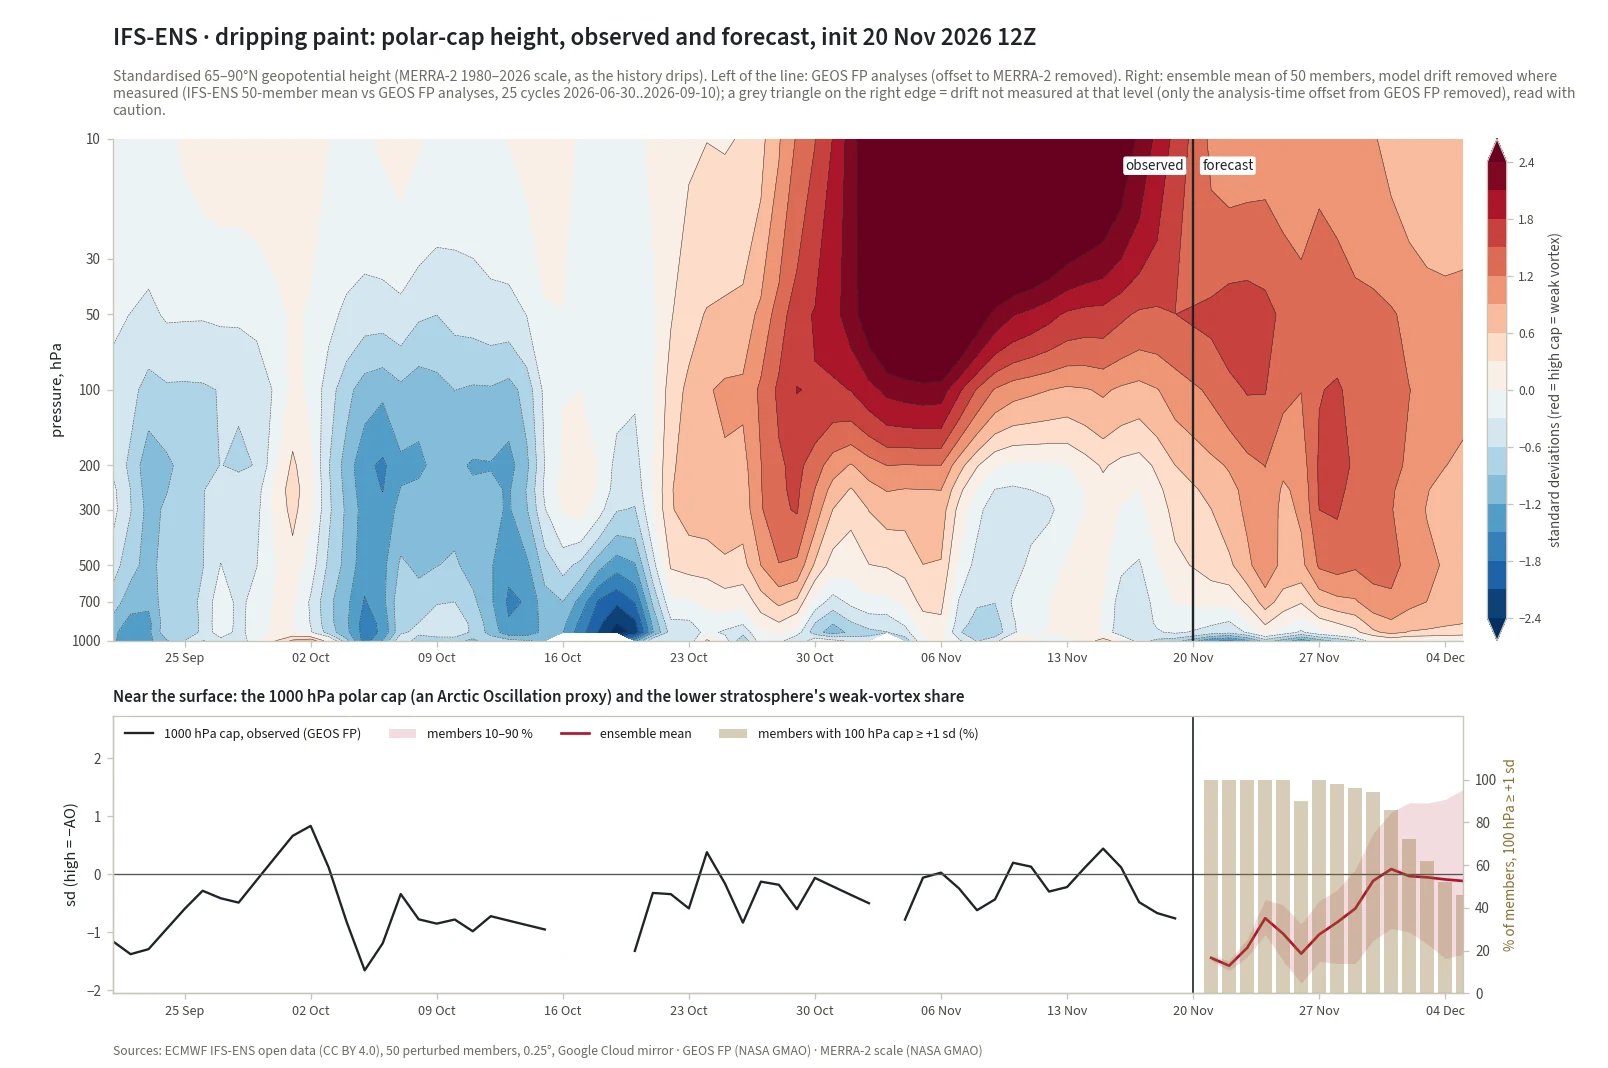 IFS-ENS · dripping paint: polar-cap height, observed and forecast, init 20 Nov 2026 12Z
Standardised 65–90°N geopotential height (MERRA-2 1980–2026 scale, as the history drips). Left of the line: GEOS FP analyses (offset to MERRA-2 removed). Right: ensemble mean of 50 members, model drift removed where
measured (IFS-ENS 50-member mean vs GEOS FP analyses, 25 cycles 2026-06-30..2026-09-10); a grey triangle on the right edge = drift not measured at that level (only the analysis-time offset from GEOS FP removed), read with
caution.
pressure, hPa
10
30
50
100
200
300
500
700
1000
observed
forecast
25 Sep
02 Oct
09 Oct
16 Oct
23 Oct
30 Oct
06 Nov
13 Nov
20 Nov
27 Nov
04 Dec
2.4
1.8
1.2
0.6
0.0
−0.6
−1.2
−1.8
−2.4
standard deviations (red = high cap = weak vortex)
Near the surface: the 1000 hPa polar cap (an Arctic Oscillation proxy) and the lower stratosphere's weak-vortex share
1000 hPa cap, observed (GEOS FP)
members 10–90 %
ensemble mean
members with 100 hPa cap ≥ +1 sd (%)
sd (high = −AO)
2
1
0
−1
−2
100
80
60
40
20
0
% of members, 100 hPa ≥ +1 sd
25 Sep
02 Oct
09 Oct
16 Oct
23 Oct
30 Oct
06 Nov
13 Nov
20 Nov
27 Nov
04 Dec
Sources: ECMWF IFS-ENS open data (CC BY 4.0), 50 perturbed members, 0.25°, Google Cloud mirror · GEOS FP (NASA GMAO) · MERRA-2 scale (NASA GMAO)